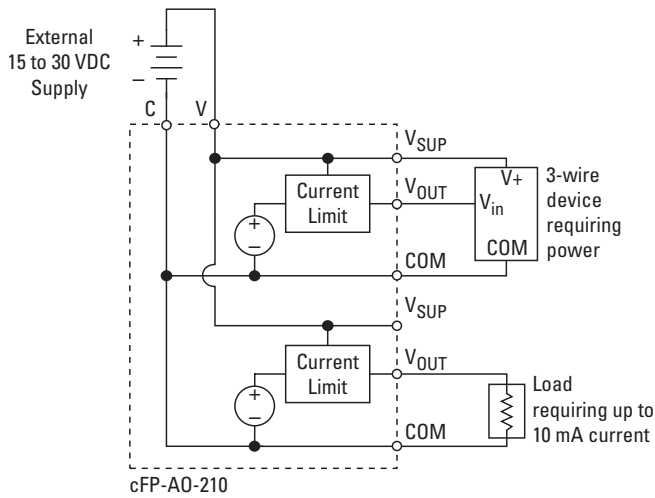 External
15 to 30 VDC
Supply
+
–
C
V
VSUP
VOUT
Current
Limit
+
–
COM
V+
Vin
COM
3-wire
device
requiring
power
VSUP
VOUT
Current
Limit
+
–
COM
Load
requiring up to
10 mA current
cFP-AO-210